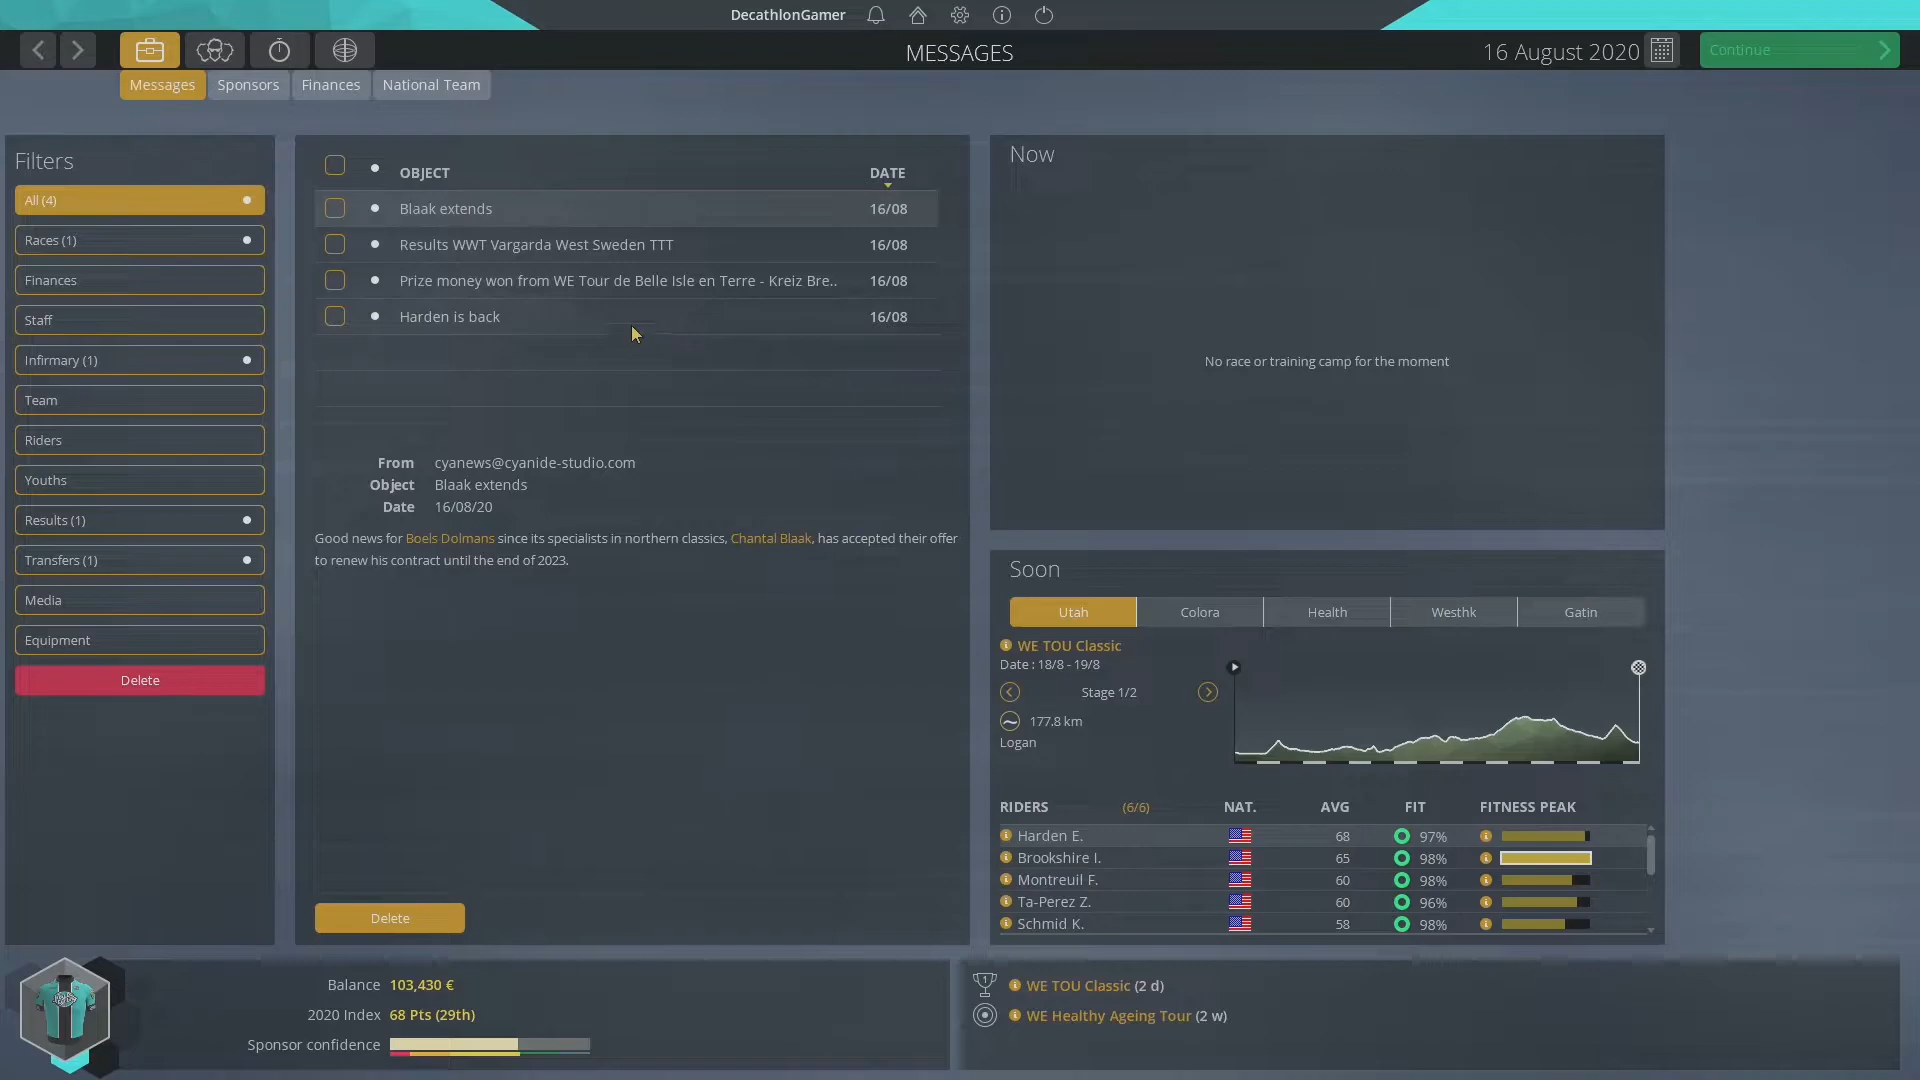 DecathlonGamer
MESSAGES
16 August 2020
Continue
Messages
Sponsors
Finances
National Team
Filters
All (4)
Races (1)
Finances
Staff
Infirmary (1)
Team
Riders
Youths
Results (1)
Transfers (1)
Media
Equipment
Delete
OBJECT DATE
Blaak extends 16/08
Results WWT Vargarda West Sweden TTT 16/08
Prize money won from WE Tour de Belle Isle en Terre - Kreiz Bre.. 16/08
Harden is back 16/08
From cyanews@cyanide-studio.com
Object Blaak extends
Date 16/08/20
Good news for Boels Dolmans since its specialists in northern classics, Chantal Blaak, has accepted their offer
to renew his contract until the end of 2023.
Delete
Now
No race or training camp for the moment
Soon
Utah Colora Health Westhk Gatin
WE TOU Classic
Date : 18/8 - 19/8
Stage 1/2
177.8 km
Logan
RIDERS (6/6) NAT. AVG FIT FITNESS PEAK
Harden E. 68 97%
Brookshire I. 65 98%
Montreuil F. 60 98%
Ta-Perez Z. 60 96%
Schmid K. 58 98%
Balance 103,430 €
2020 Index 68 Pts (29th)
Sponsor confidence
WE TOU Classic (2 d)
WE Healthy Ageing Tour (2 w)